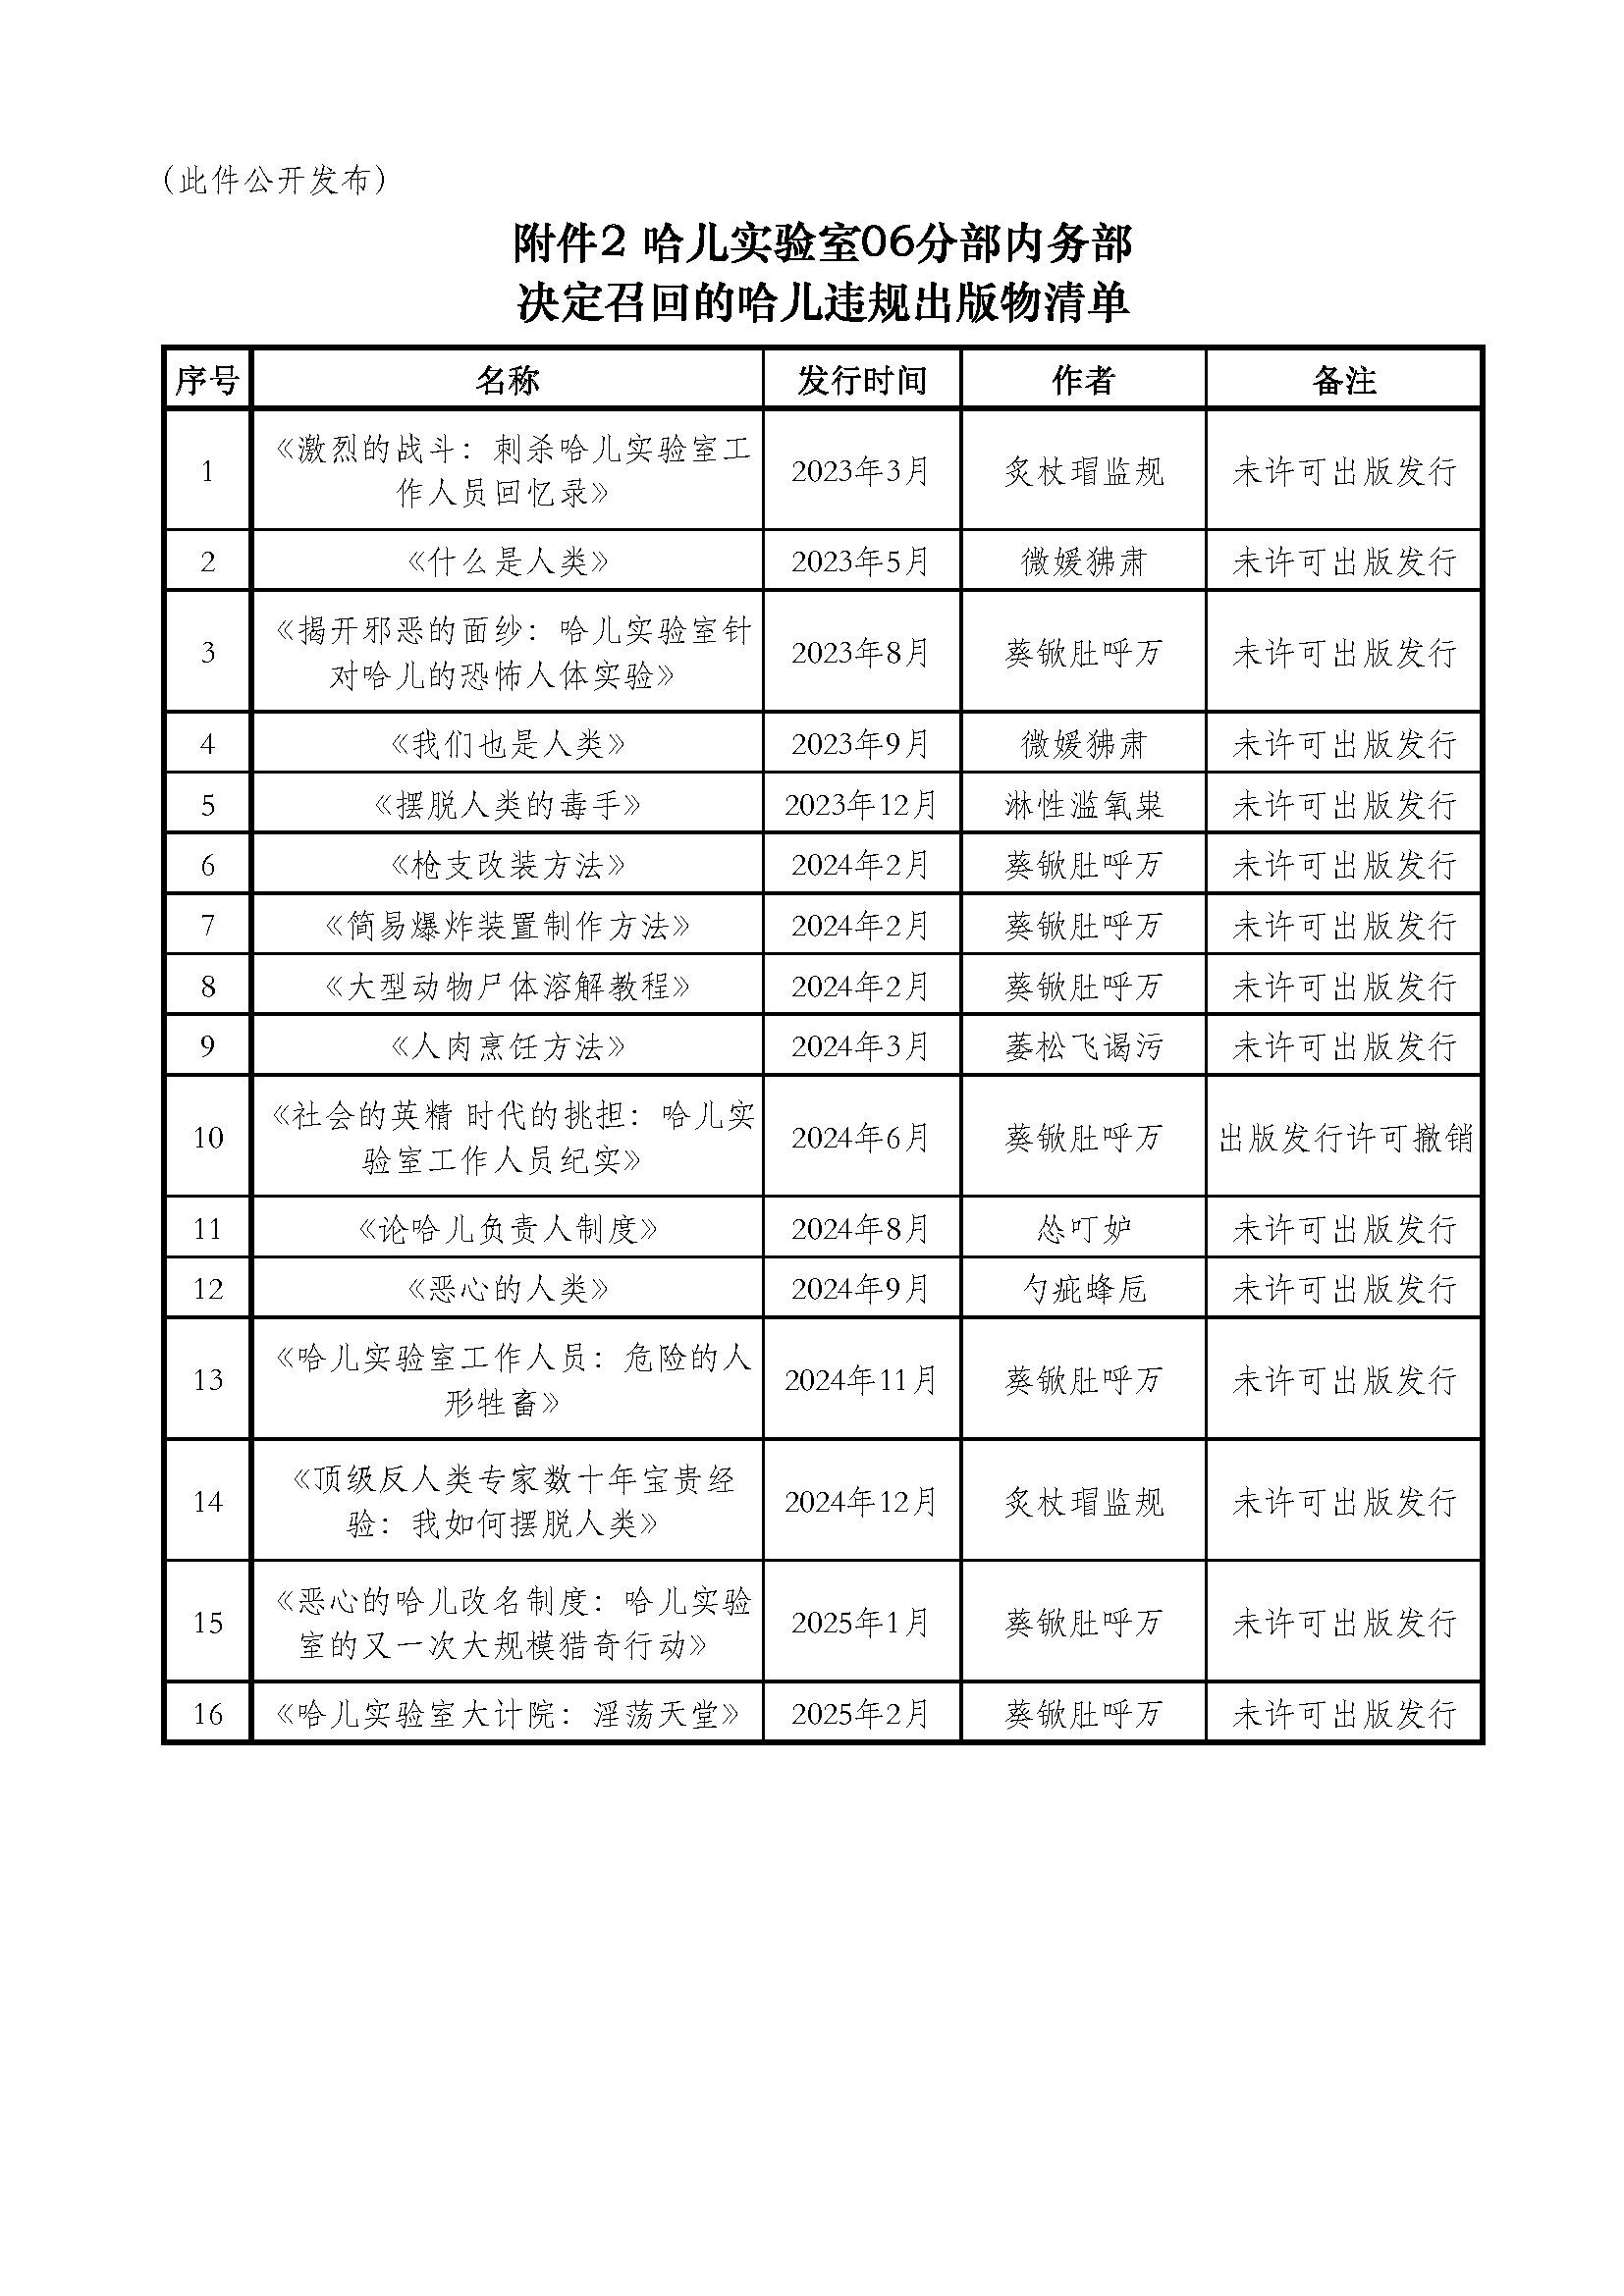 （此件公开发布）
附件2 哈儿实验室06分部内务部
决定召回的哈儿违规出版物清单
序号 名称 发行时间 作者 备注
1 《激烈的战斗：刺杀哈儿实验室工
作人员回忆录》 2023年3月 炙杖瑁监规 未许可出版发行
2 《什么是人类》 2023年5月 微媛狒肃 未许可出版发行
3 《揭开邪恶的面纱：哈儿实验室针
对哈儿的恐怖人体实验》 2023年8月 葵锨肚呼万 未许可出版发行
4 《我们也是人类》 2023年9月 微媛狒肃 未许可出版发行
5 《摆脱人类的毒手》 2023年12月 淋性滥氧粜 未许可出版发行
6 《枪支改装方法》 2024年2月 葵锨肚呼万 未许可出版发行
7 《简易爆炸装置制作方法》 2024年2月 葵锨肚呼万 未许可出版发行
8 《大型动物尸体溶解教程》 2024年2月 葵锨肚呼万 未许可出版发行
9 《人肉烹饪方法》 2024年3月 萎松飞谒污 未许可出版发行
10 《社会的英精 时代的挑担：哈儿实
验室工作人员纪实》 2024年6月 葵锨肚呼万 出版发行许可撤销
11 《论哈儿负责人制度》 2024年8月 怂叮妒 未许可出版发行
12 《恶心的人类》 2024年9月 勺疵蜂卮 未许可出版发行
13 《哈儿实验室工作人员：危险的人
形牲畜》 2024年11月 葵锨肚呼万 未许可出版发行
14 《顶级反人类专家数十年宝贵经
验：我如何摆脱人类》 2024年12月 炙杖瑁监规 未许可出版发行
15 《恶心的哈儿改名制度：哈儿实验
室的又一次大规模猎奇行动》 2025年1月 葵锨肚呼万 未许可出版发行
16 《哈儿实验室大计院：淫荡天堂》 2025年2月 葵锨肚呼万 未许可出版发行